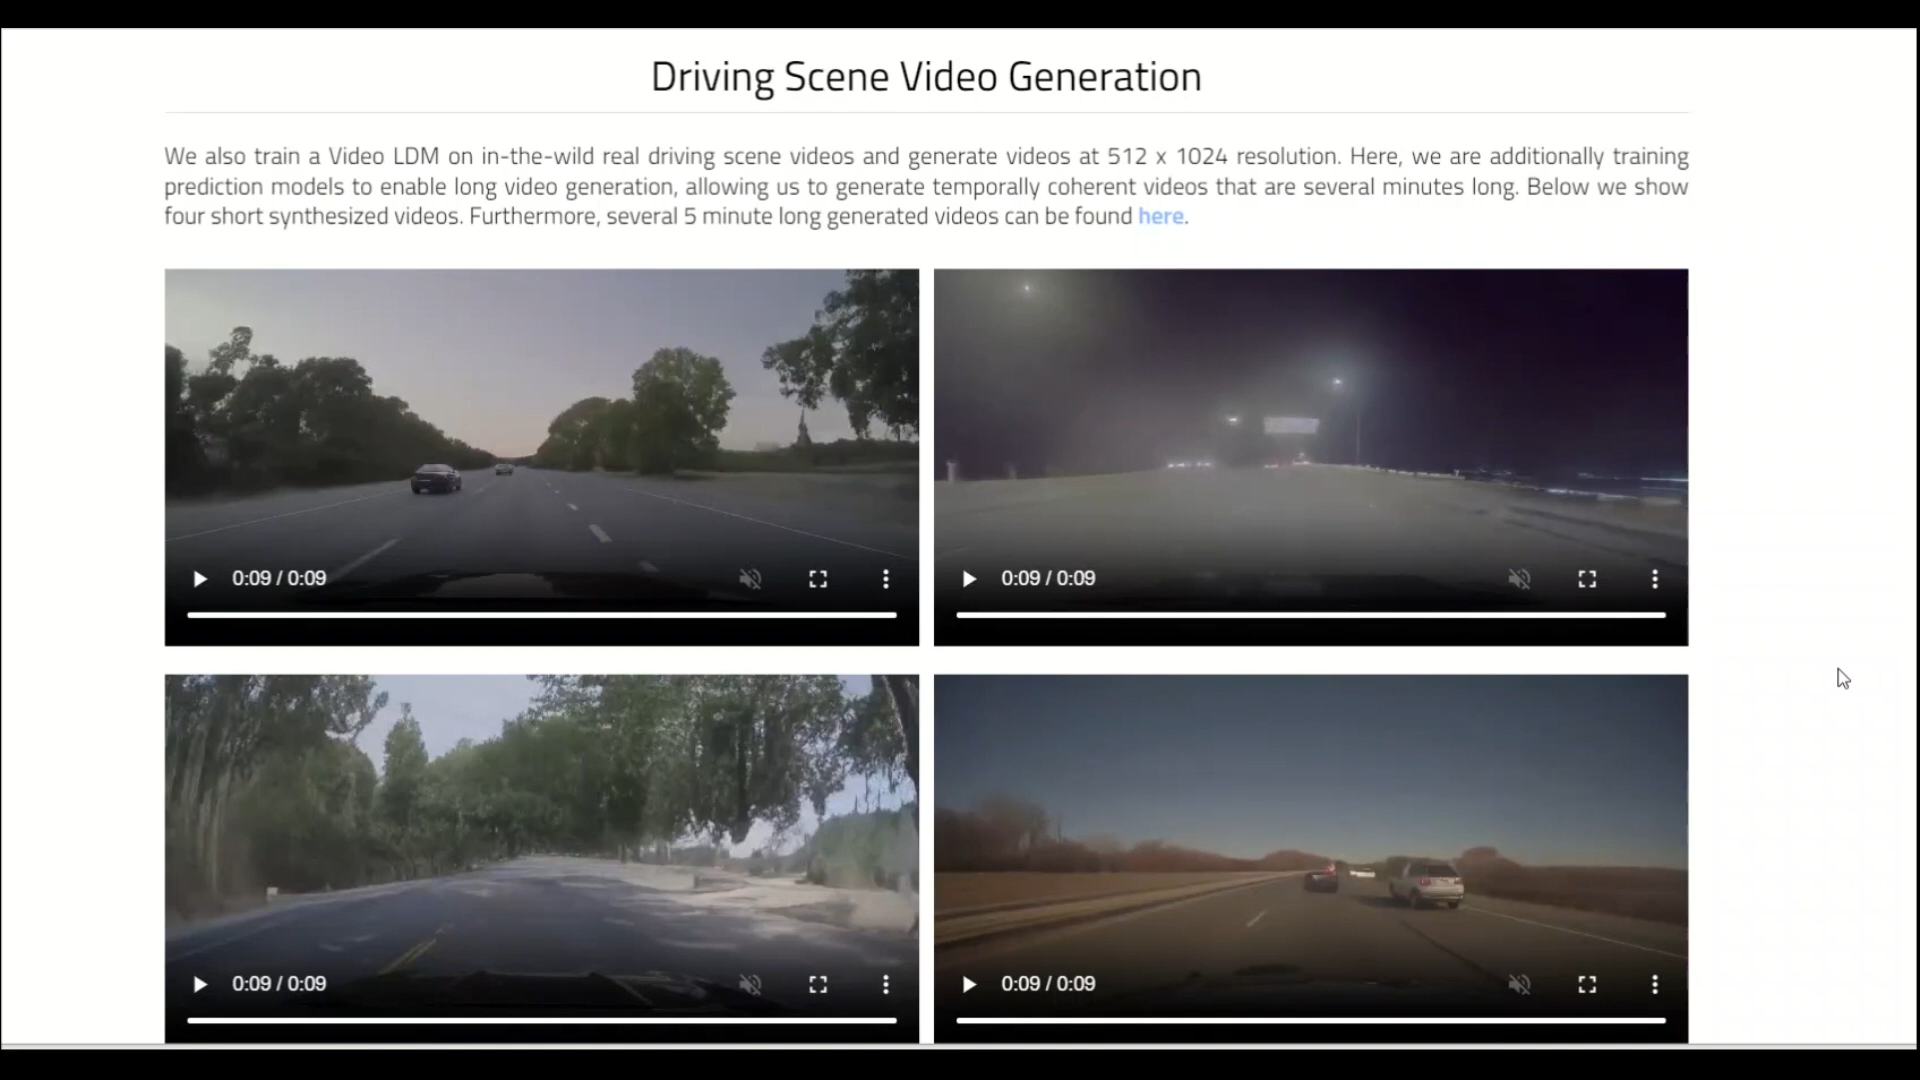 Driving Scene Video Generation
We also train a Video LDM on in-the-wild real driving scene videos and generate videos at 512 x 1024 resolution. Here, we are additionally training
prediction models to enable long video generation, allowing us to generate temporally coherent videos that are several minutes long. Below we show
four short synthesized videos. Furthermore, several 5 minute long generated videos can be found here.
0:09 / 0:09
0:09 / 0:09
0:09 / 0:09
0:09 / 0:09